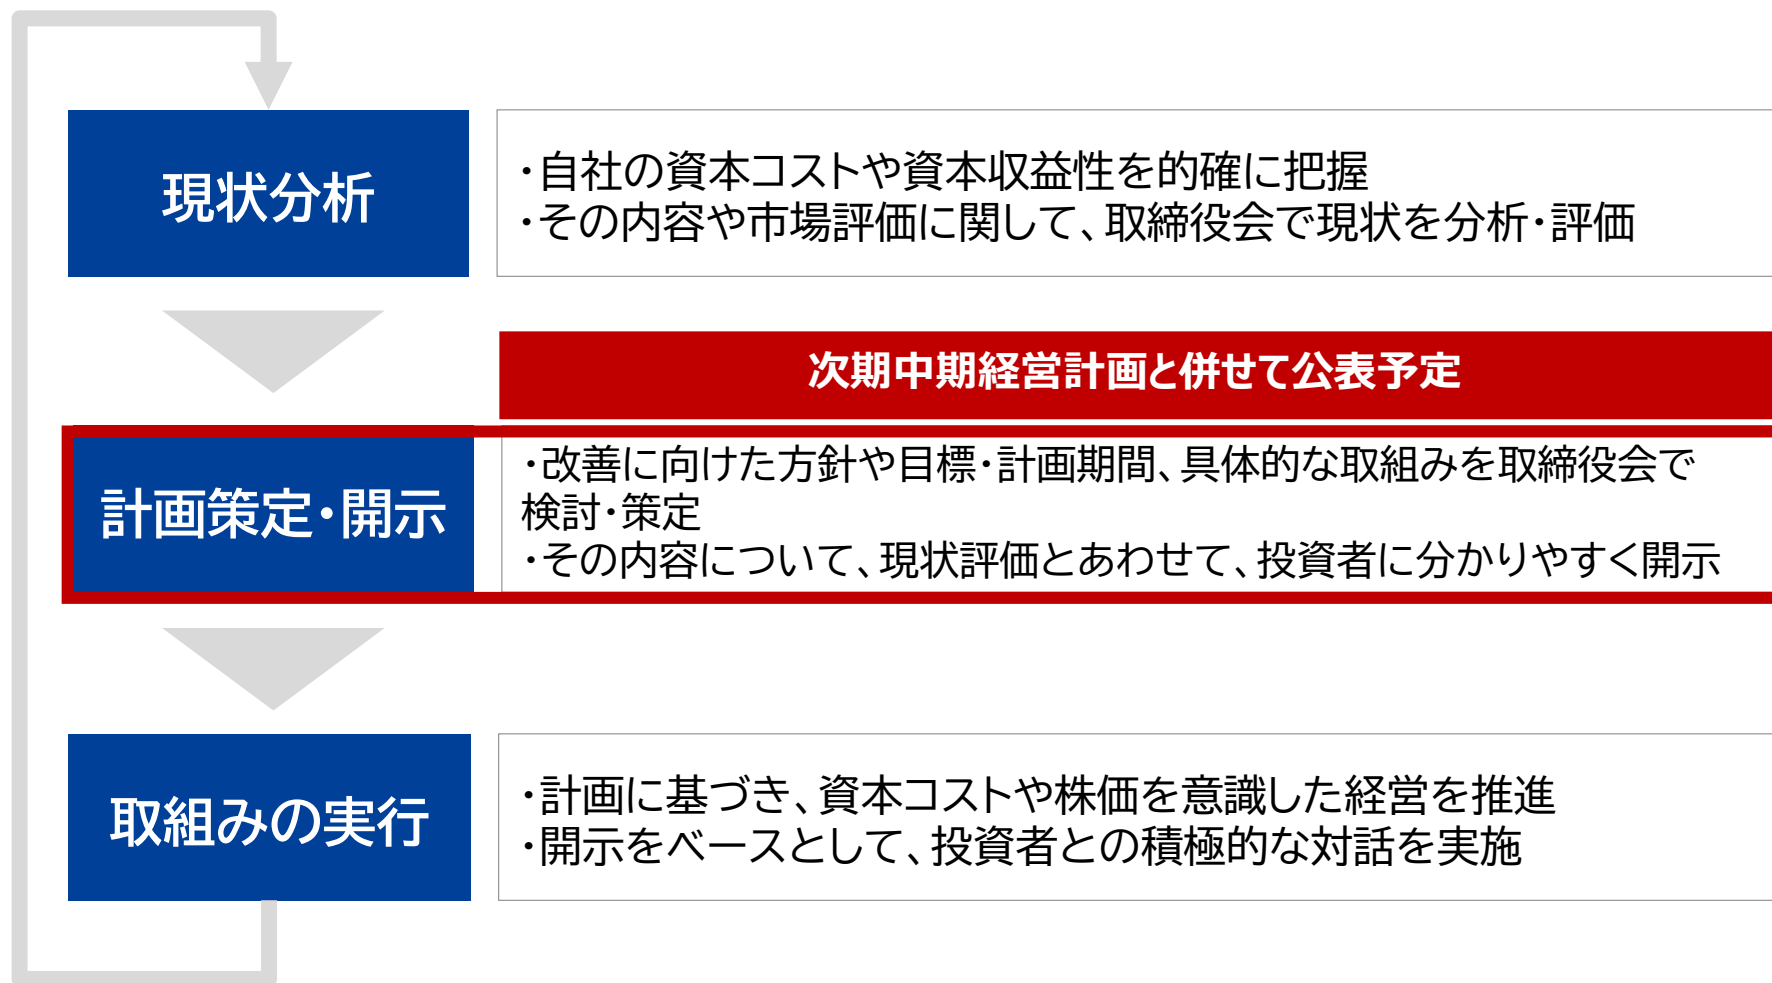 現状分析
・自社の資本コストや資本収益性を的確に把握
・その内容や市場評価に関して、取締役会で現状を分析・評価
次期中期経営計画と併せて公表予定
計画策定・開示
・改善に向けた方針や目標・計画期間、具体的な取組みを取締役会で
検討・策定
・その内容について、現状評価とあわせて、投資者に分かりやすく開示
取組みの実行
・計画に基づき、資本コストや株価を意識した経営を推進
・開示をベースとして、投資者との積極的な対話を実施